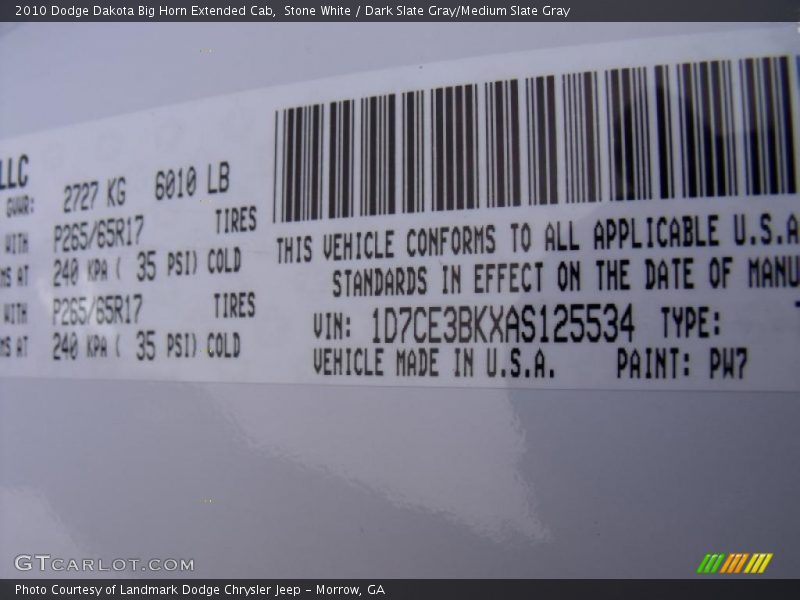 2010 Dodge Dakota Big Horn Extended Cab,  Stone White / Dark Slate Gray/Medium Slate Gray
LLC
GVWR: 2727 KG 6010 LB
WITH P265/65R17 TIRES
MS AT 240 KPA ( 35 PSI) COLD
WITH P265/65R17 TIRES
MS AT 240 KPA ( 35 PSI) COLD
THIS VEHICLE CONFORMS TO ALL APPLICABLE U.S.A
STANDARDS IN EFFECT ON THE DATE OF MANU
VIN: 1D7CE3BKXAS125534 TYPE:
VEHICLE MADE IN U.S.A. PAINT: PW7
GTCARLOT.COM
Photo Courtesy of Landmark Dodge Chrysler Jeep – Morrow, GA